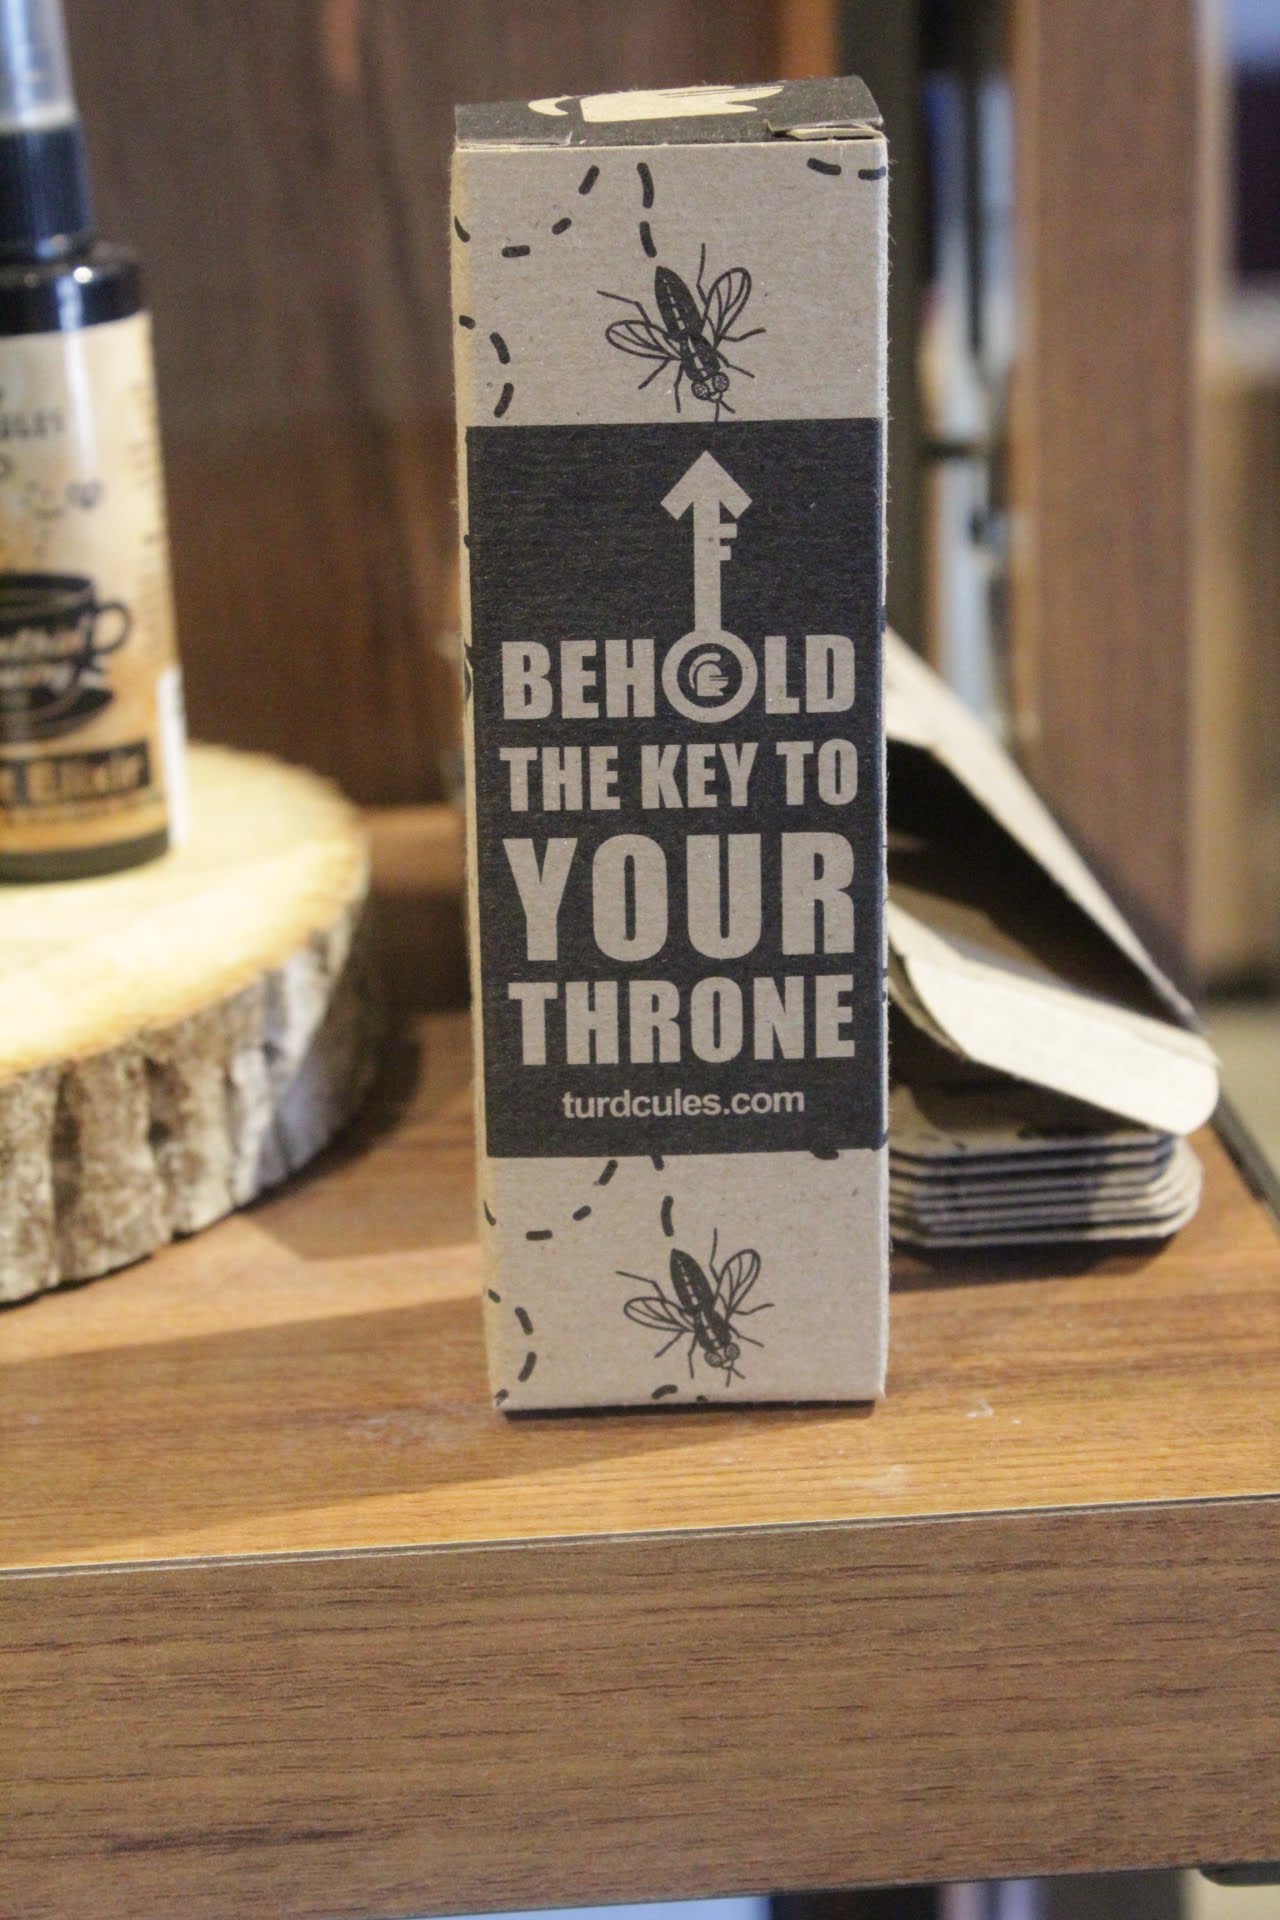 BEHOLD
THE KEY TO
YOUR
THRONE
turdcules.com